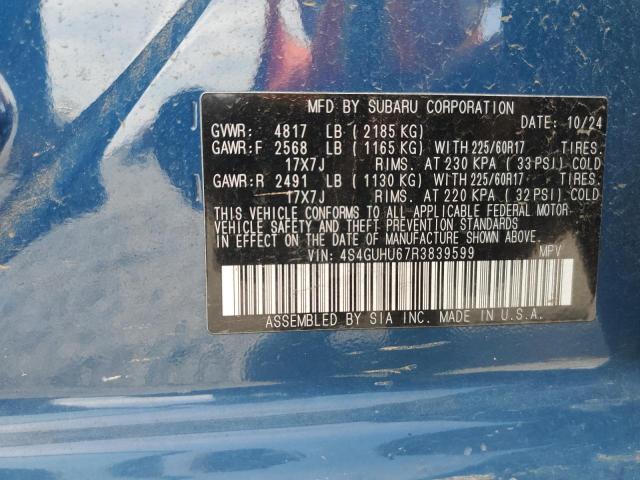 MFD BY SUBARU CORPORATION
GVWR: 4817 LB ( 2185 KG) DATE: 10/24
GAWR:F 2568 LB ( 1165 KG) WITH 225/60R17 TIRES.
17X7J RIMS. AT 230 KPA ( 33 PSI) COLD
GAWR:R 2491 LB ( 1130 KG) WITH 225/60R17 TIRES.
17X7J RIMS. AT 220 KPA ( 32 PSI) COLD
THIS VEHICLE CONFORMS TO ALL APPLICABLE FEDERAL MOTOR
VEHICLE SAFETY AND THEFT PREVENTION STANDARDS
IN EFFECT ON THE DATE OF MANUFACTURE SHOWN ABOVE.
VIN: 4S4GUHU67R3839599 MPV
ASSEMBLED BY SIA INC. MADE IN U.S.A.